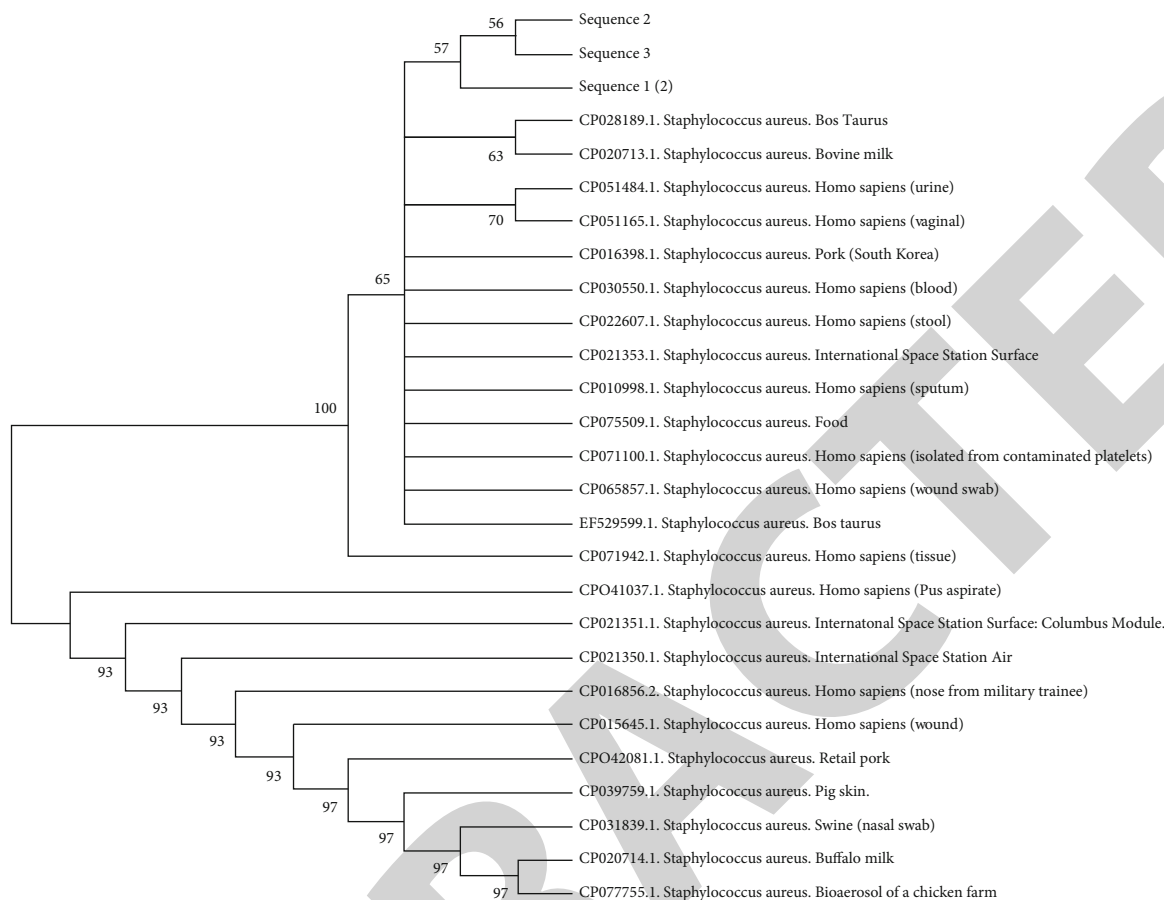 56
Sequence 2
57
Sequence 3
Sequence 1 (2)
CP028189.1. Staphylococcus aureus. Bos Taurus
63
CP020713.1. Staphylococcus aureus. Bovine milk
CP051484.1. Staphylococcus aureus. Homo sapiens (urine)
70
CP051165.1. Staphylococcus aureus. Homo sapiens (vaginal)
CP016398.1. Staphylococcus aureus. Pork (South Korea)
65
CP030550.1. Staphylococcus aureus. Homo sapiens (blood)
CP022607.1. Staphylococcus aureus. Homo sapiens (stool)
CP021353.1. Staphylococcus aureus. International Space Station Surface
CP010998.1. Staphylococcus aureus. Homo sapiens (sputum)
100
CP075509.1. Staphylococcus aureus. Food
CP071100.1. Staphylococcus aureus. Homo sapiens (isolated from contaminated platelets)
CP065857.1. Staphylococcus aureus. Homo sapiens (wound swab)
EF529599.1. Staphylococcus aureus. Bos taurus
CP071942.1. Staphylococcus aureus. Homo sapiens (tissue)
CPO41037.1. Staphylococcus aureus. Homo sapiens (Pus aspirate)
CP021351.1. Staphylococcus aureus. Internatonal Space Station Surface: Columbus Module.
93
CP021350.1. Staphylococcus aureus. International Space Station Air
93
CP016856.2. Staphylococcus aureus. Homo sapiens (nose from military trainee)
93
CP015645.1. Staphylococcus aureus. Homo sapiens (wound)
93
CPO42081.1. Staphylococcus aureus. Retail pork
97
CP039759.1. Staphylococcus aureus. Pig skin.
97
CP031839.1. Staphylococcus aureus. Swine (nasal swab)
97
CP020714.1. Staphylococcus aureus. Buffalo milk
97
CP077755.1. Staphylococcus aureus. Bioaerosol of a chicken farm